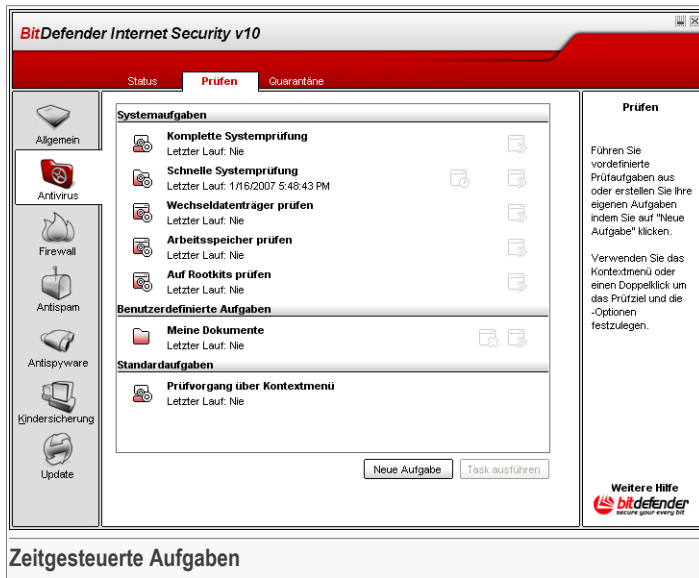 BitDefender Internet Security v10
Status
Prüfen
Quarantäne
Allgemein
Antivirus
Firewall
Antispam
Antispyware
Kindersicherung
Update
Systemaufgaben
Komplette Systemprüfung
Letzter Lauf: Nie
Schnelle Systemprüfung
Letzter Lauf: 1/16/2007 5:48:43 PM
Wechseldatenträger prüfen
Letzter Lauf: Nie
Arbeitsspeicher prüfen
Letzter Lauf: Nie
Auf Rootkits prüfen
Letzter Lauf: Nie
Benutzerdefinierte Aufgaben
Meine Dokumente
Letzter Lauf: Nie
Standardaufgaben
Prüfvorgang über Kontextmenü
Letzter Lauf: Nie
Neue Aufgabe
Task ausführen
Prüfen
Führen Sie
vordefinierte
Prüfaufgaben aus
oder erstellen Sie Ihre
eigenen Aufgaben
indem Sie auf "Neue
Aufgabe" klicken.
Verwenden Sie das
Kontextmenü oder
einen Doppelklick um
das Prüfziel und die
-Optionen
festzulegen.
Weitere Hilfe
bitdefender
secure your every bit
Zeitgesteuerte Aufgaben